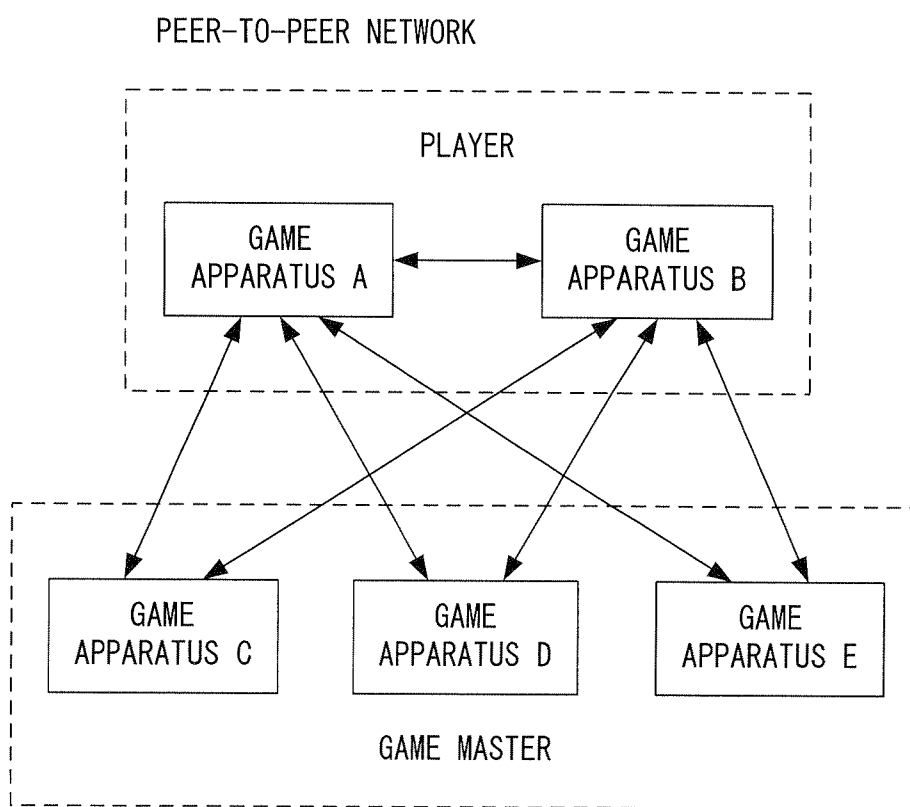 PEER-TO-PEER NETWORK
PLAYER
GAME
APPARATUS A
GAME
APPARATUS B
GAME
APPARATUS C
GAME
APPARATUS D
GAME
APPARATUS E
GAME MASTER